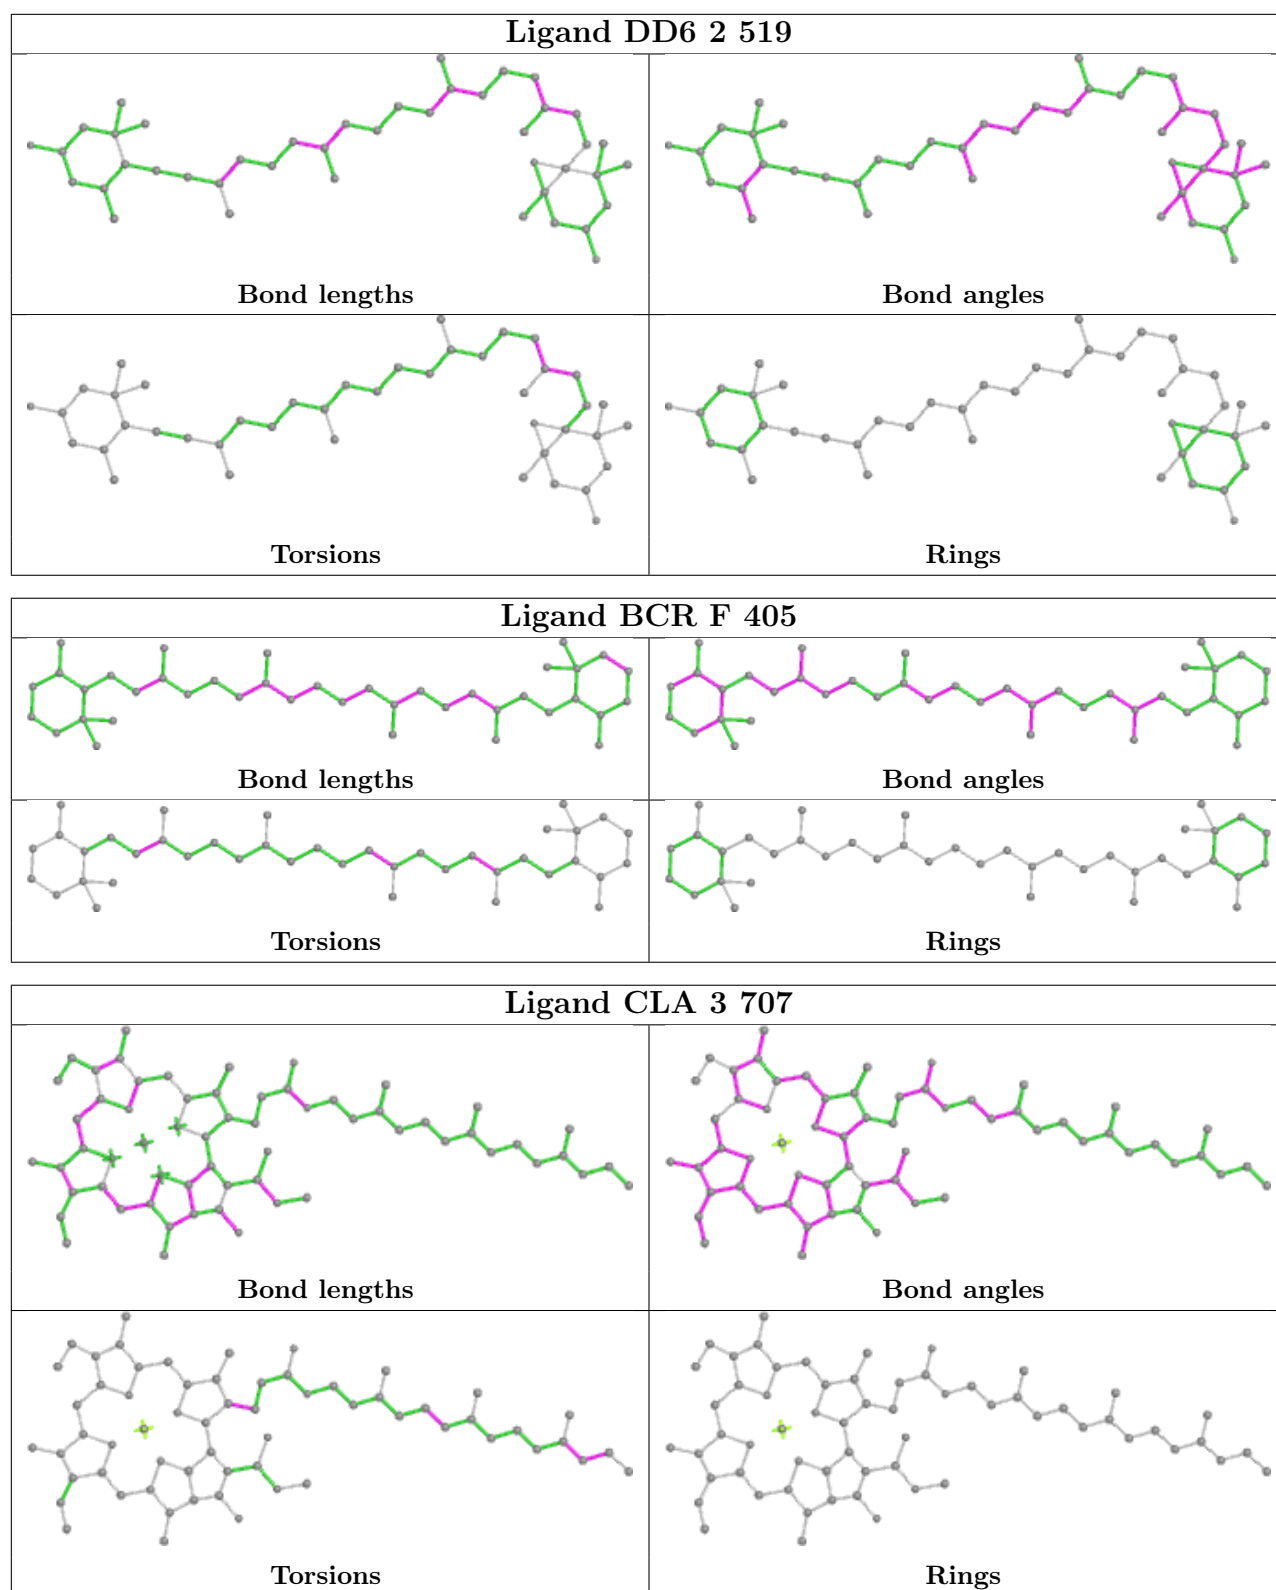 Ligand DD6 2 519
Bond lengths
Bond angles
Torsions
Rings
Ligand BCR F 405
Bond lengths
Bond angles
Torsions
Rings
Ligand CLA 3 707
Bond lengths
Bond angles
Torsions
Rings